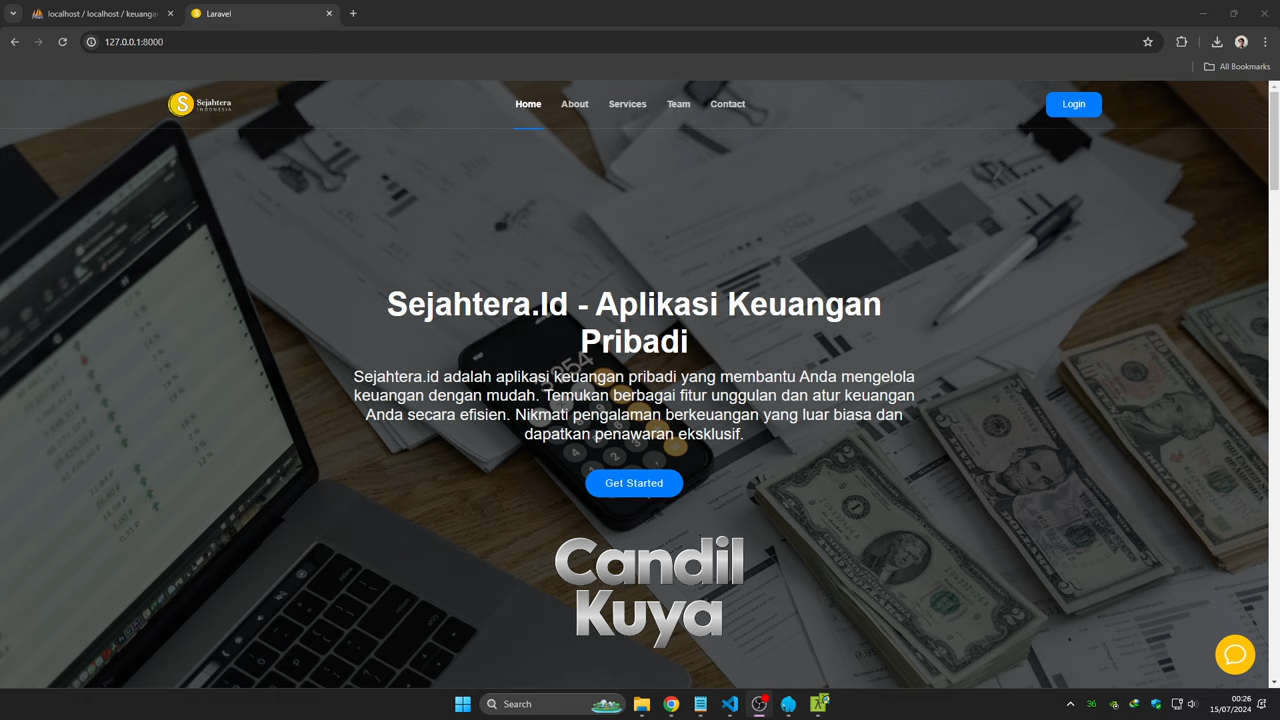 localhost / localhost / keuangan
Laravel
127.0.0.1:8000
All Bookmarks
S
Sejahtera
INDONESIA
Home
About
Services
Team
Contact
Login
Sejahtera.Id - Aplikasi Keuangan
Pribadi
Sejahtera.id adalah aplikasi keuangan pribadi yang membantu Anda mengelola
keuangan dengan mudah. Temukan berbagai fitur unggulan dan atur keuangan
Anda secara efisien. Nikmati pengalaman berkeuangan yang luar biasa dan
dapatkan penawaran eksklusif.
Get Started
Candil
Kuya
Search
36
00:26
15/07/2024